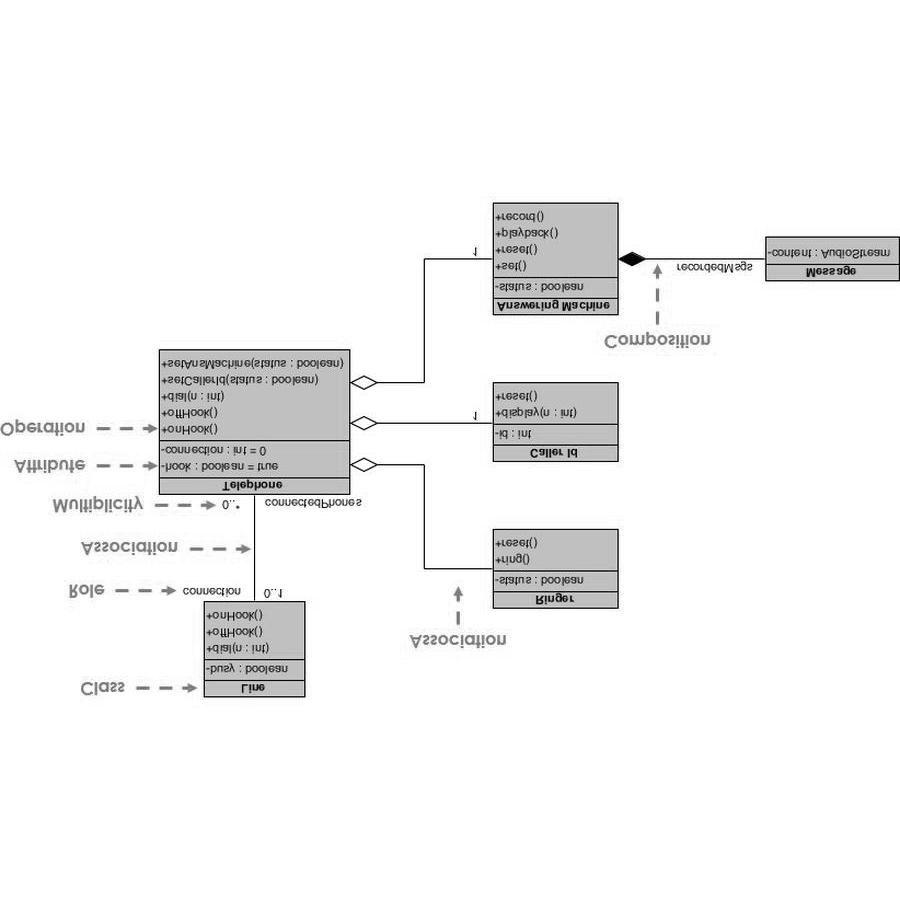 Class
Line
-busy : boolean
+dial(n : int)
+offHook()
+onHook()
Role
connection
0..1
Association
Multiplicity
0..*
connectedPhones
Association
Ringer
-status : boolean
+ring()
+reset()
Telephone
Attribute
-hook : boolean = true
-connection : int = 0
Operation
+onHook()
+offHook()
+dial(n : int)
+setCallerId(status : boolean)
+setAnsMachine(status : boolean)
Caller Id
-id : int
+display(n : int)
+reset()
1
Composition
Answering Machine
-status : boolean
+set()
+reset()
+playback()
+record()
1
recordedMsgs
Message
-content : AudioStream